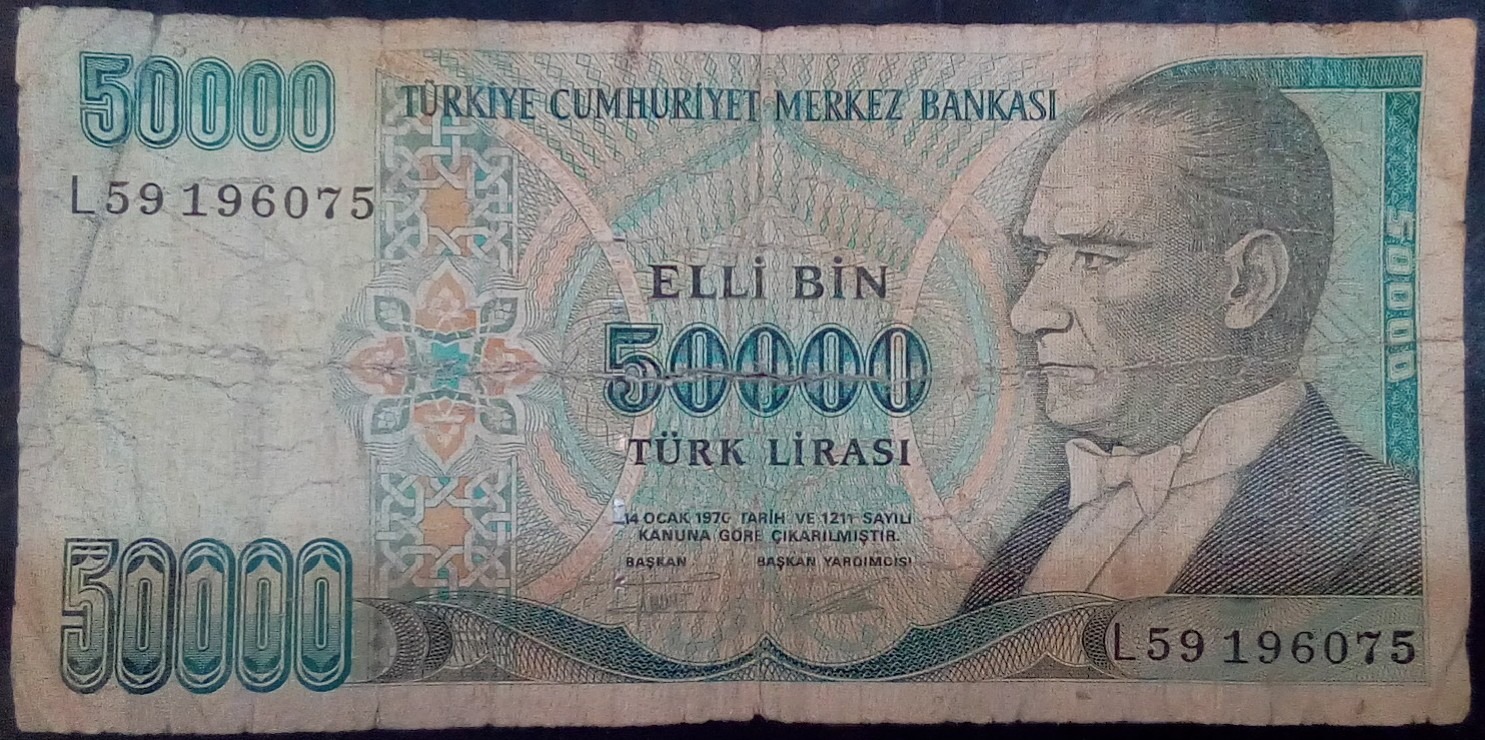 50000
TÜRKİYE CUMHURİYET MERKEZ BANKASI
L59 196075
ELLİ BİN
50000
TÜRK LİRASI
14 OCAK 1970 TARİH VE 1211 SAYILI
KANUNA GÖRE ÇIKARILMIŞTIR.
BAŞKAN BAŞKAN YARDIMCISI
50000
50000
L59 196075